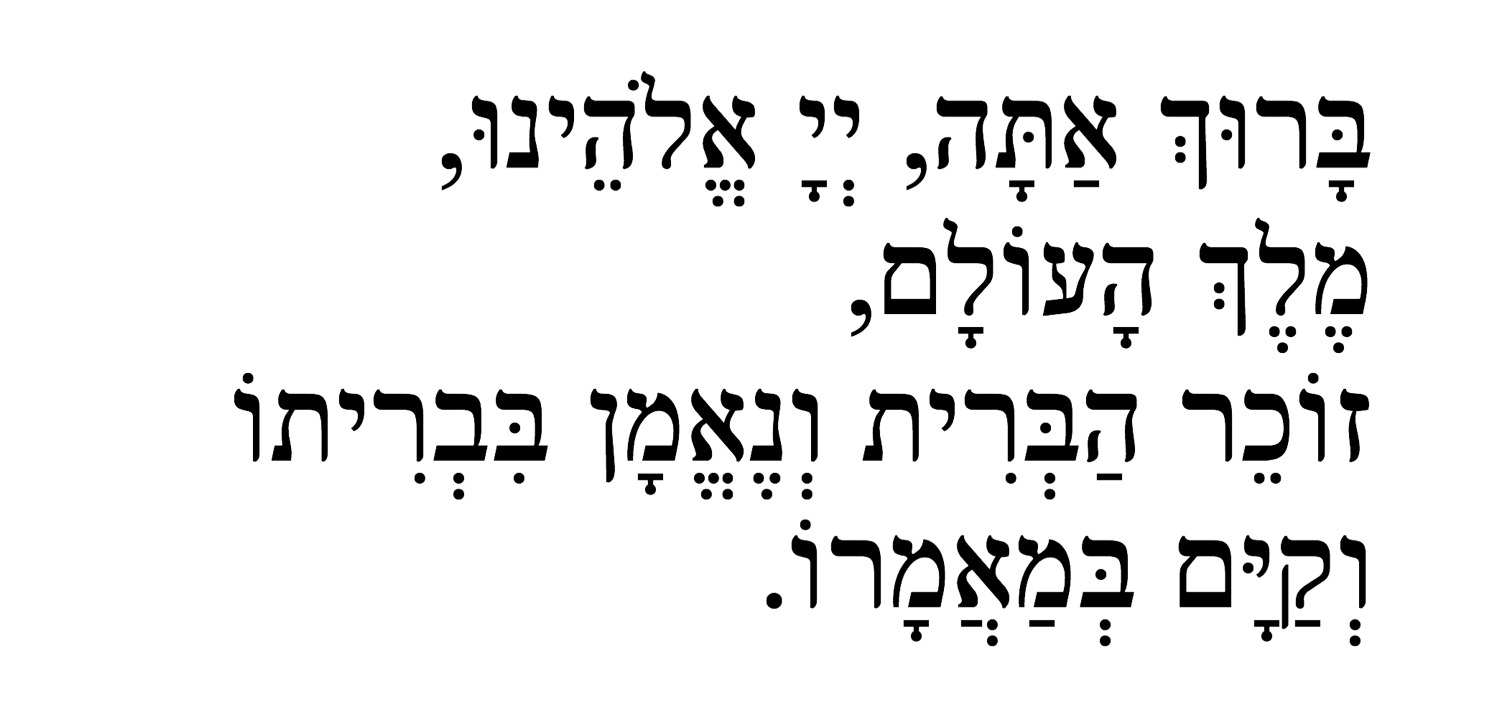 בָּרוּךְ אַתָּה, יְיָ אֱלֹהֵינוּ,
מֶלֶךְ הָעוֹלָם,
זוֹכֵר הַבְּרִית וְנֶאֱמָן בִּבְרִיתוֹ
וְקַיָּם בְּמַאֲמָרוֹ.